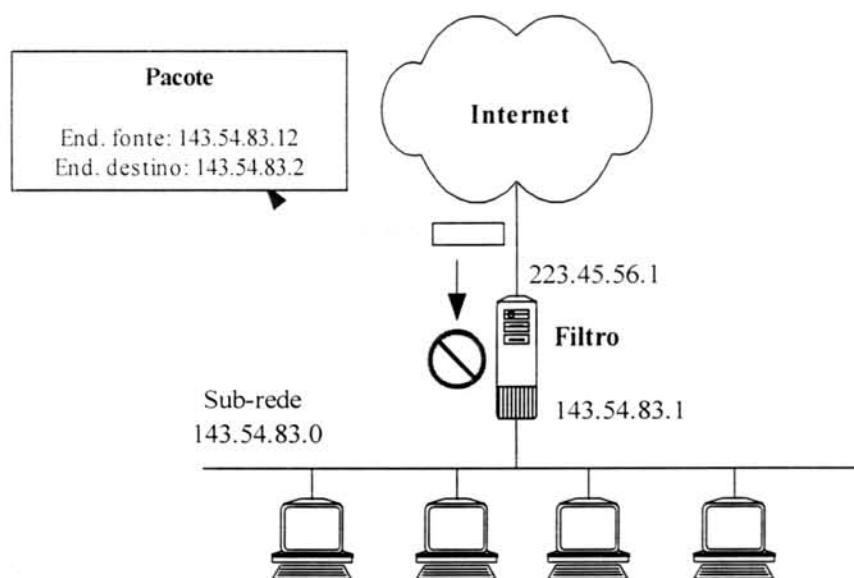 Pacote
End. fonte: 143.54.83.12
End. destino: 143.54.83.2
Internet
223.45.56.1
Filtro
143.54.83.1
Sub-rede
143.54.83.0